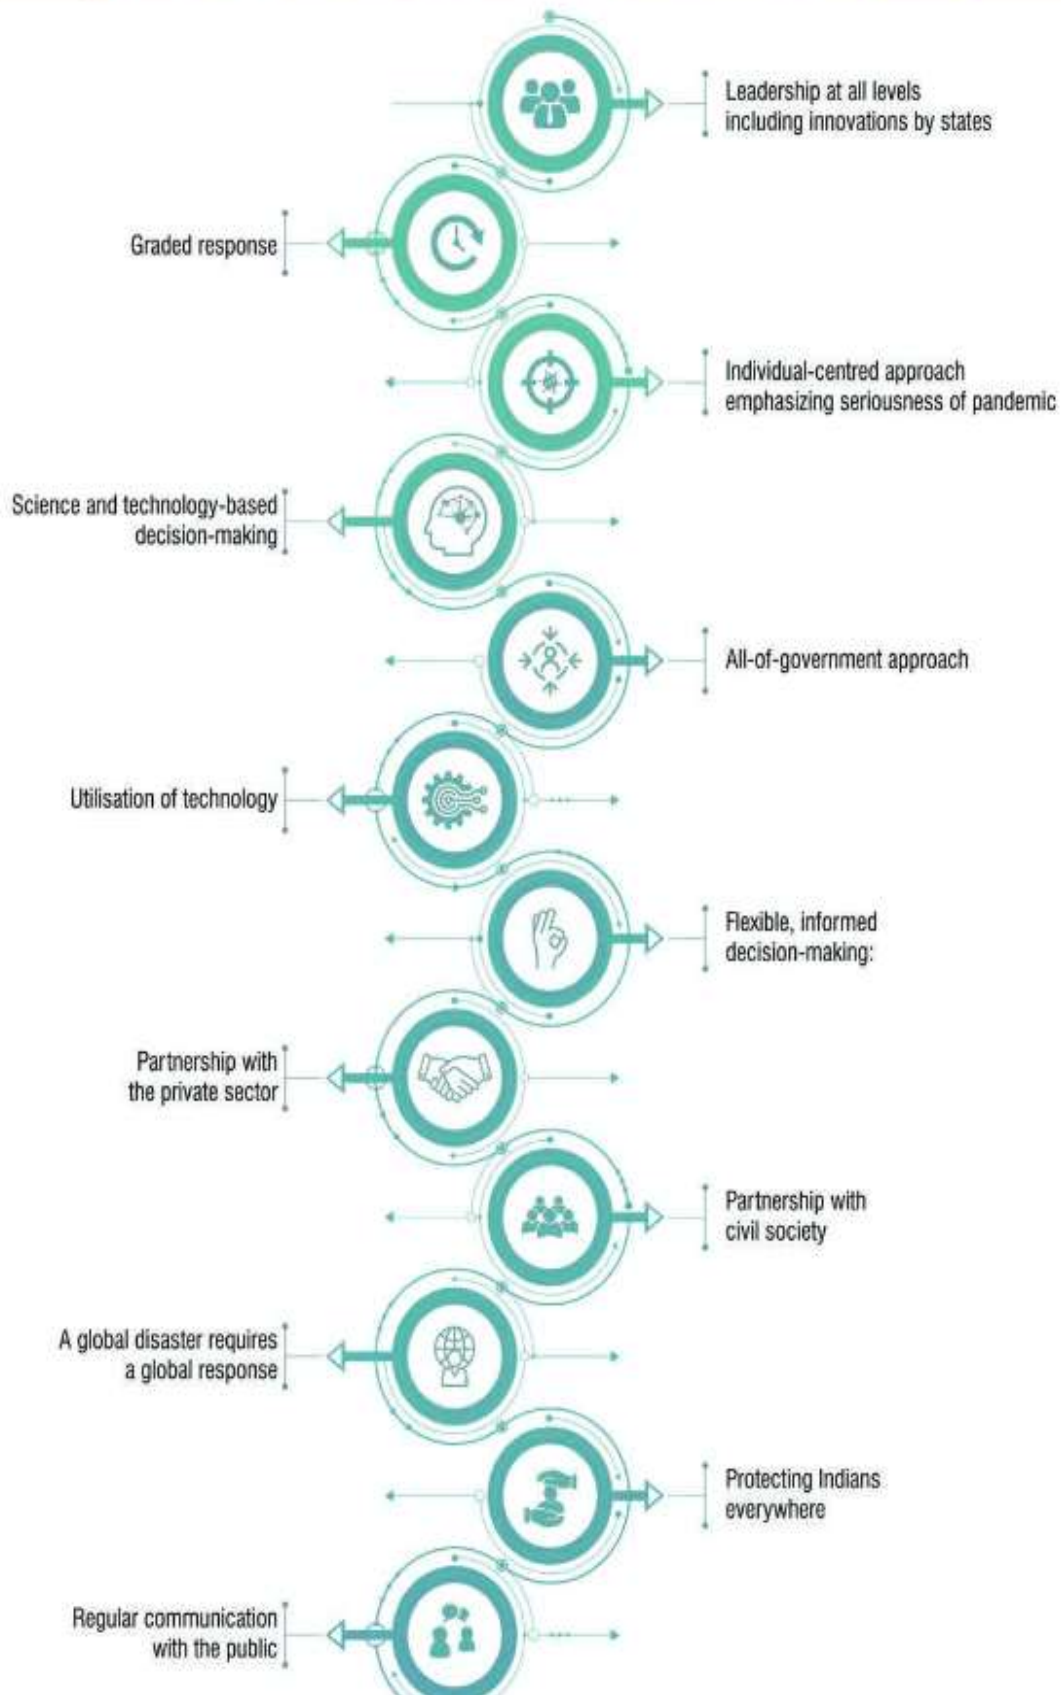 Leadership at all levels
including innovations by states
Graded response
Individual-centred approach
emphasizing seriousness of pandemic
Science and technology-based
decision-making
All-of-government approach
Utilisation of technology
Flexible, informed
decision-making:
Partnership with
the private sector
Partnership with
civil society
A global disaster requires
a global response
Protecting Indians
everywhere
Regular communication
with the public